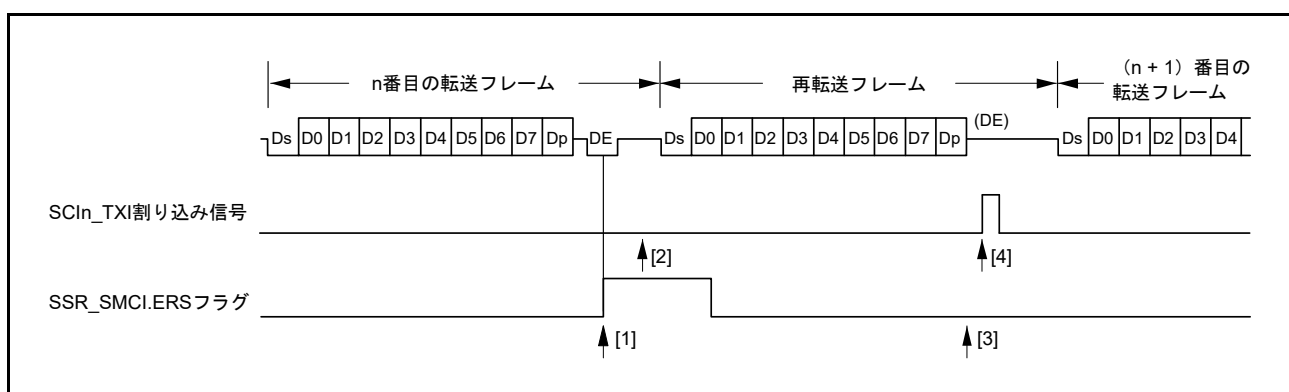 n番目の転送フレーム
再転送フレーム
（n + 1）番目の
転送フレーム
Ds D0 D1 D2 D3 D4 D5 D6 D7 Dp DE Ds D0 D1 D2 D3 D4 D5 D6 D7 Dp (DE) Ds D0 D1 D2 D3 D4
SCIn_TXI割り込み信号
[2] [4]
SSR_SMCI.ERSフラグ
[1] [3]